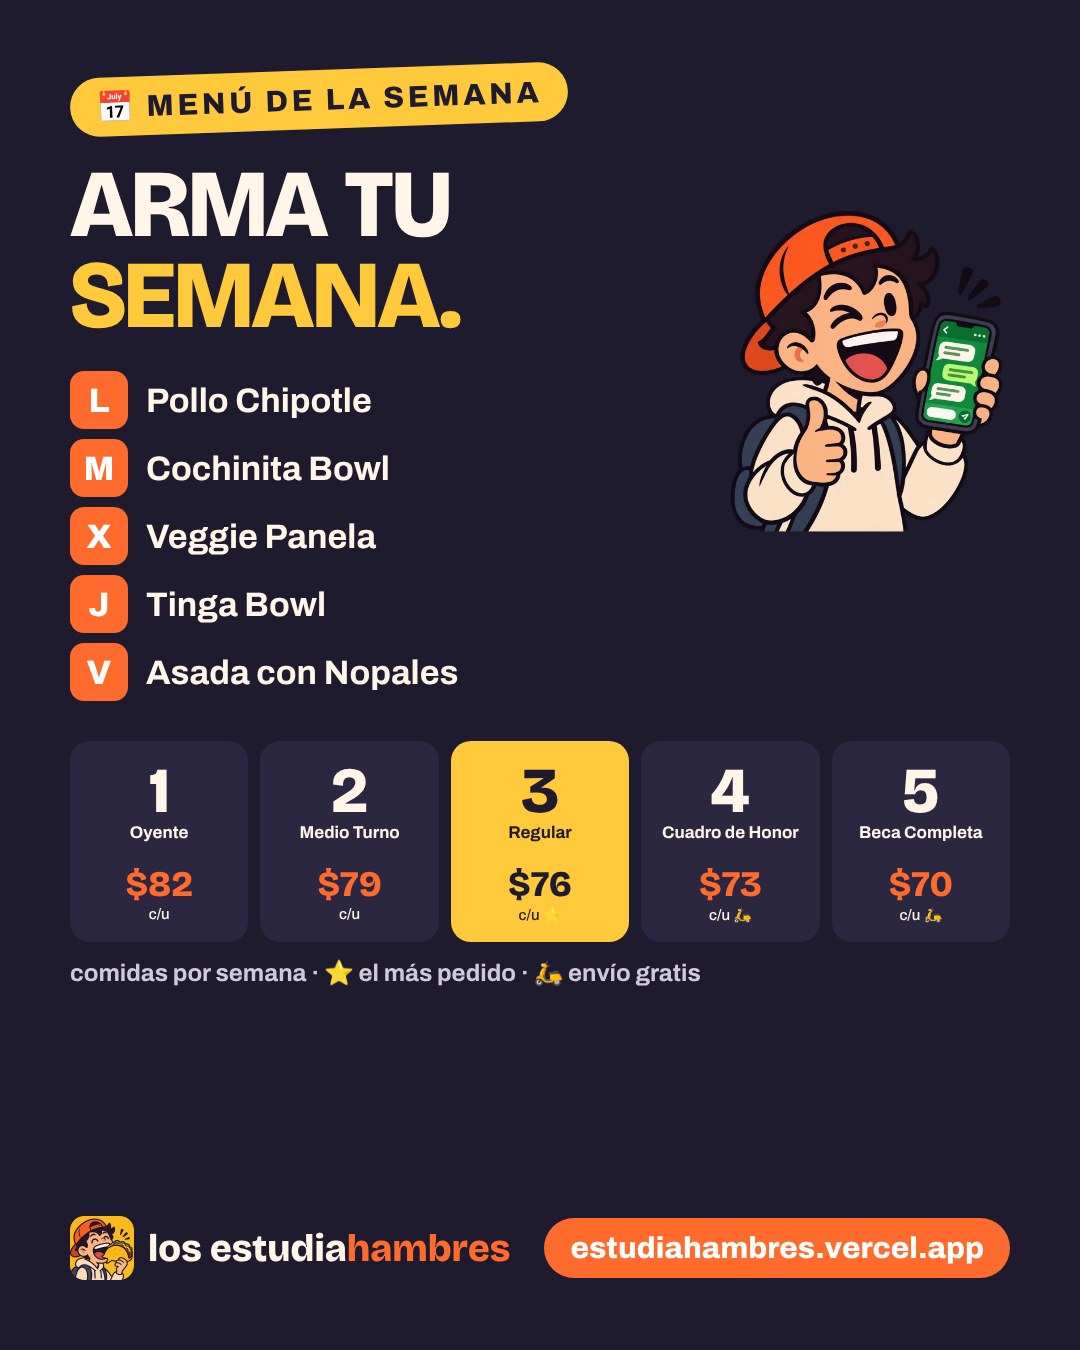 📅 MENÚ DE LA SEMANA
ARMA TU
SEMANA.
L Pollo Chipotle
M Cochinita Bowl
X Veggie Panela
J Tinga Bowl
V Asada con Nopales
1
Oyente
$82
c/u
2
Medio Turno
$79
c/u
3
Regular
$76
c/u ⭐
4
Cuadro de Honor
$73
c/u 🛵
5
Beca Completa
$70
c/u 🛵
comidas por semana · ⭐ el más pedido · 🛵 envío gratis
los estudiahambres
estudiahambres.vercel.app